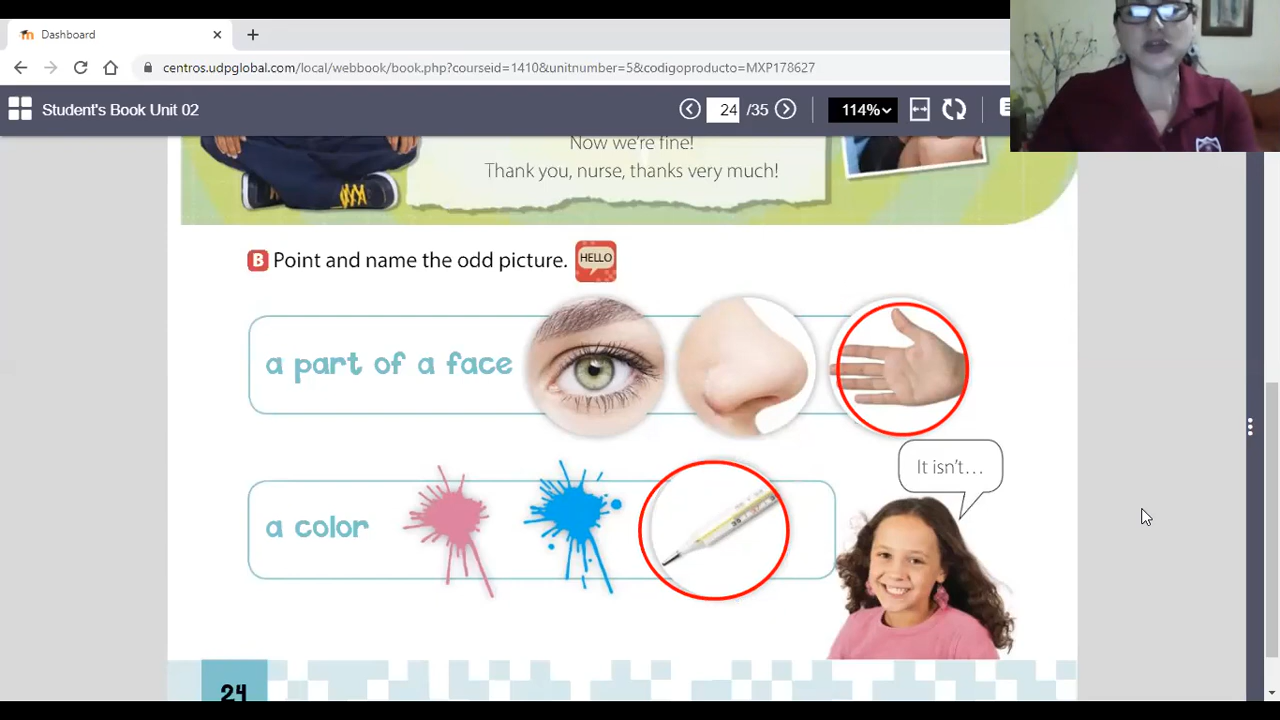 Dashboard
centros.udpglobal.com/local/webbook/book.php?courseid=1410&unitnumber=5&codigoproducto=MXP178627
Student's Book Unit 02
24 /35
114%
Now we're fine!
Thank you, nurse, thanks very much!
B Point and name the odd picture. HELLO
a part of a face
It isn't...
a color
24